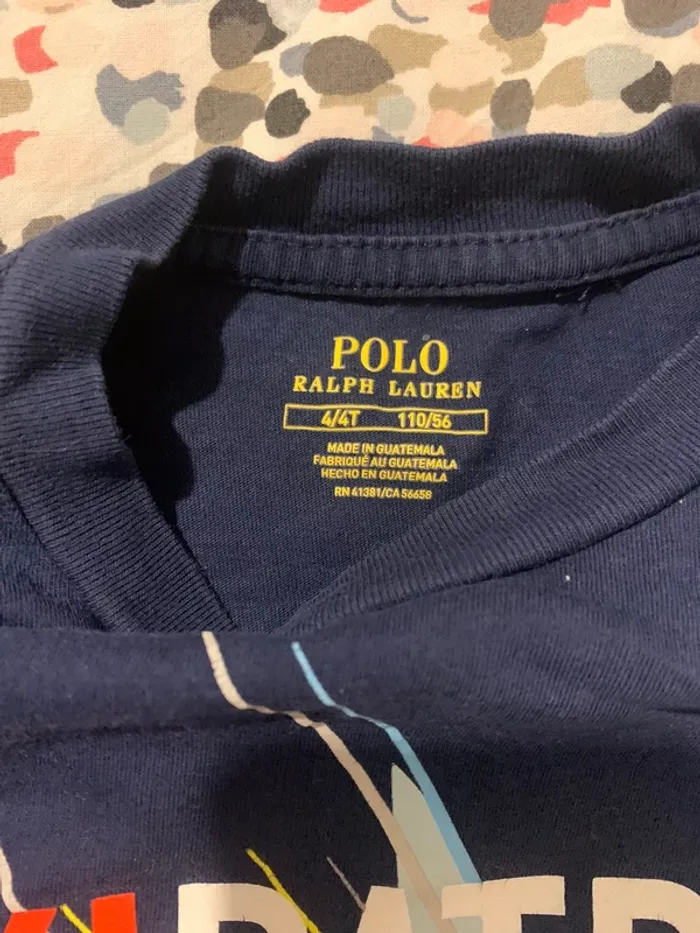 POLO
RALPH LAUREN
4/4T 110/56
MADE IN GUATEMALA
FABRIQUÉ AU GUATEMALA
HECHO EN GUATEMALA
RN 41381/CA 56658